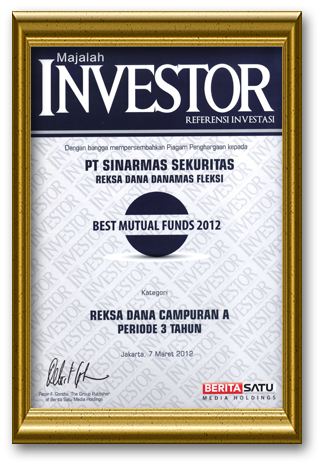 Majalah
INVESTOR
REFERENSI INVESTASI
Dengan bangga mempersembahkan Piagam Penghargaan kepada
PT SINARMAS SEKURITAS
REKSA DANA DANAMAS FLEKSI
BEST MUTUAL FUNDS 2012
Kategori
REKSA DANA CAMPURAN A
PERIODE 3 TAHUN
Jakarta, 7 Maret 2012
Peter F. Gontha, The Group Publisher
of Berita Satu Media Holdings
BERITA SATU
MEDIA HOLDINGS